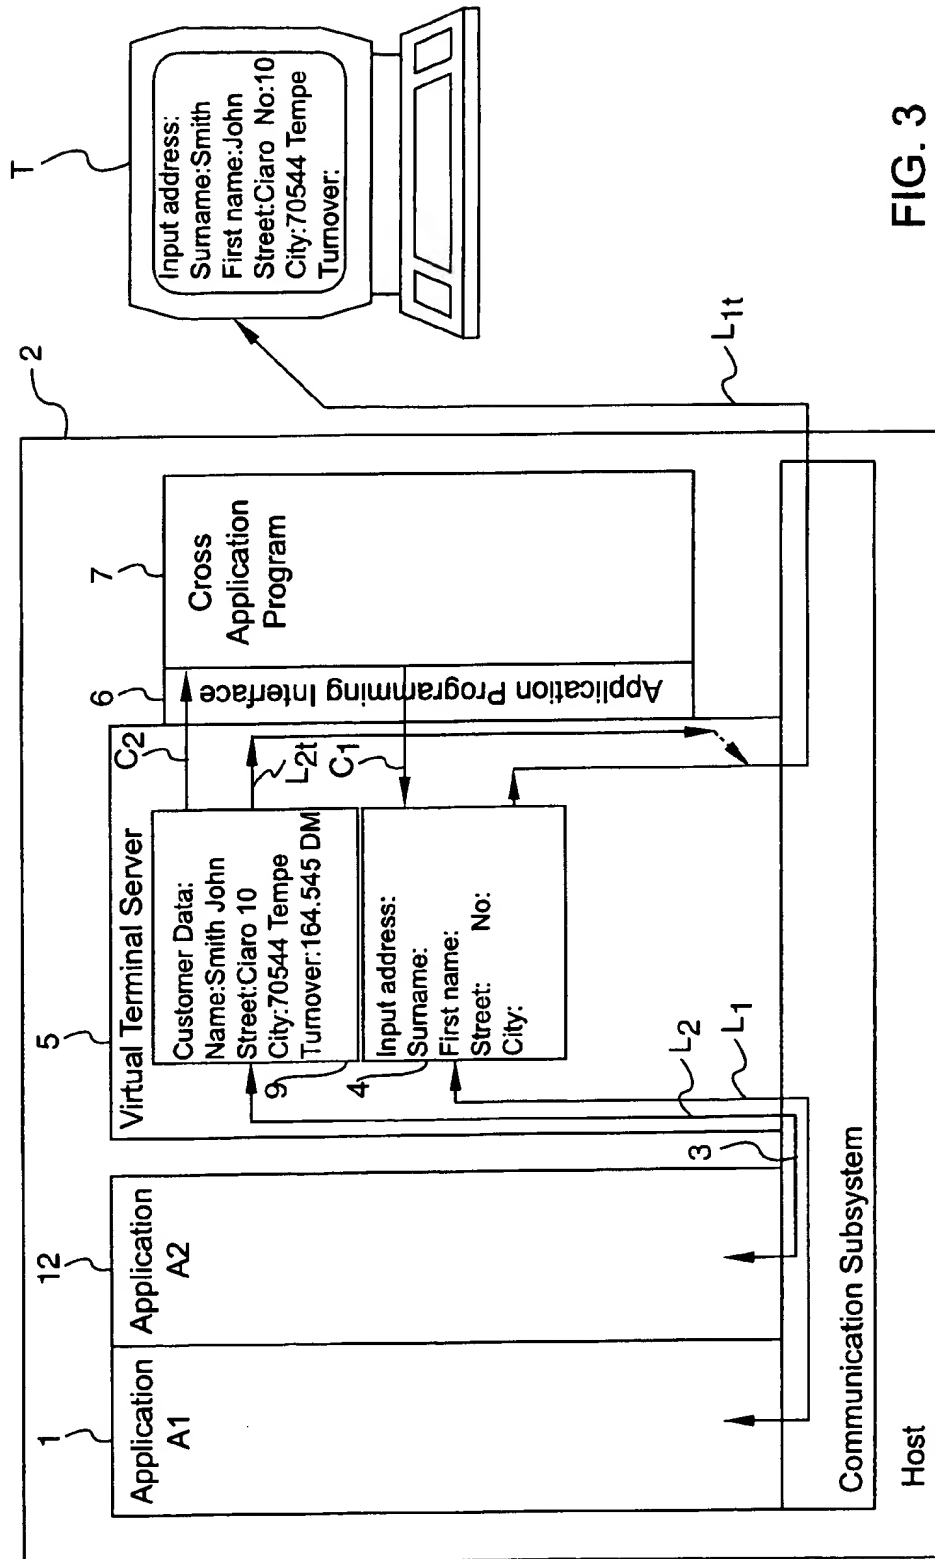 T
Input address:
Surname:Smith
First name:John
Street:Ciaro No:10
City:70544 Tempe
Turnover:
FIG. 3
2
L1t
7
Cross
Application
Program
6
Application Programming Interface
C2
L2t
C1
5
Virtual Terminal Server
Customer Data:
Name:Smith John
Street:Ciaro 10
City:70544 Tempe
Turnover:164.545 DM
9
4
Input address:
Surname:
First name:
Street: No:
City:
L2
L1
3
12
Application
A2
1
Application
A1
Communication Subsystem
Host